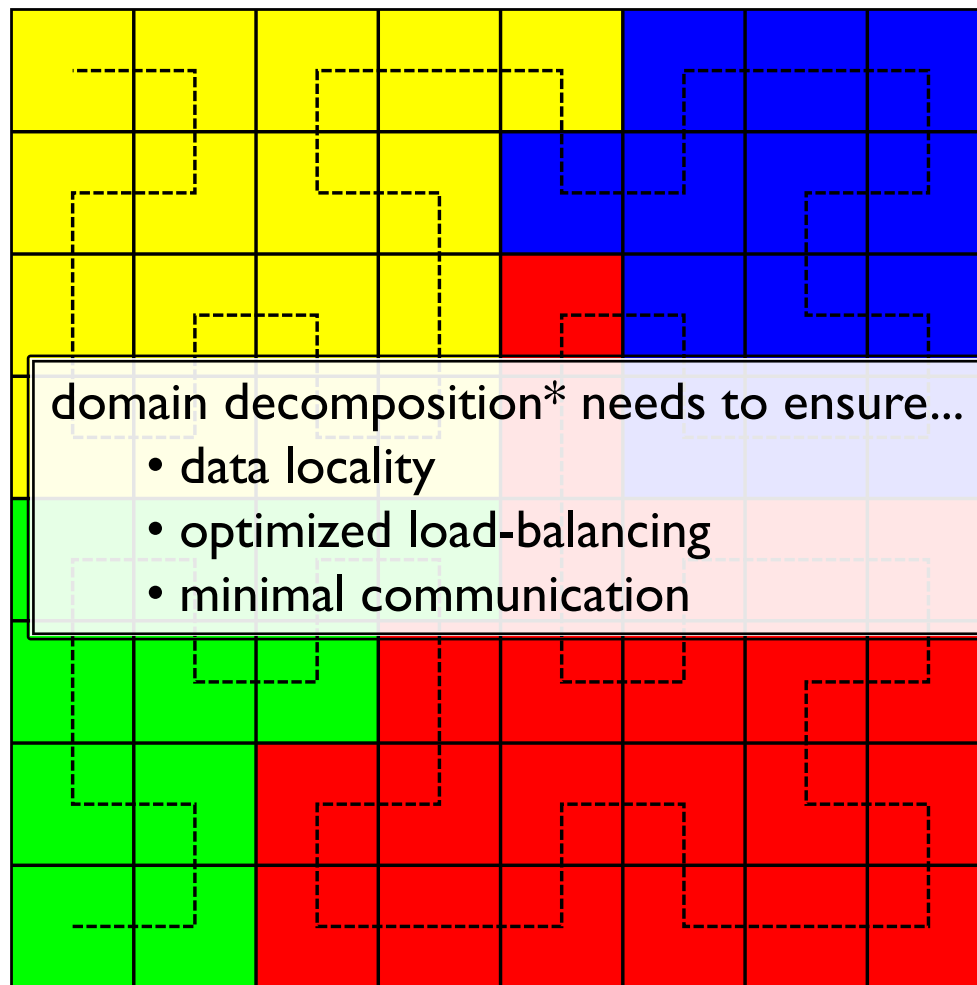 domain decomposition* needs to ensure...
• data locality
• optimized load-balancing
• minimal communication